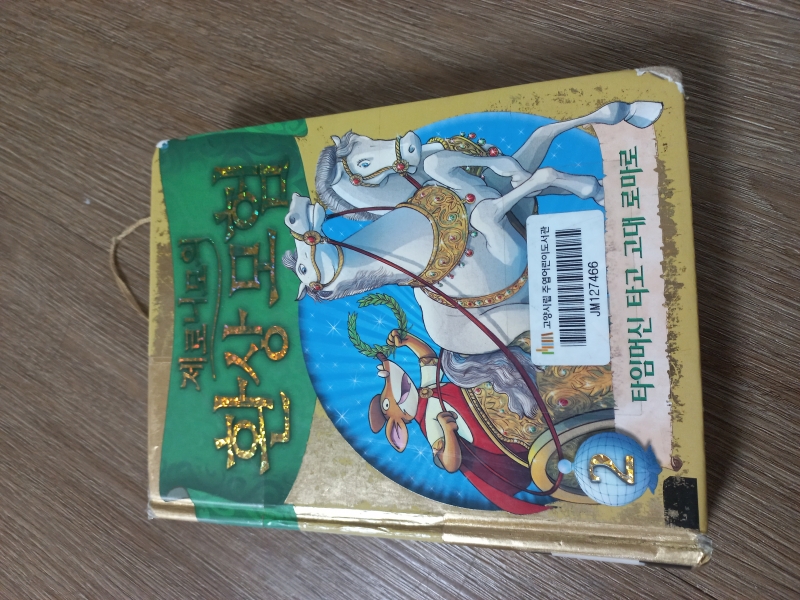 제로니모의
환상 모험
고양시립 주엽어린이도서관
JM127466
타임머신 타고 고대 로마로
2